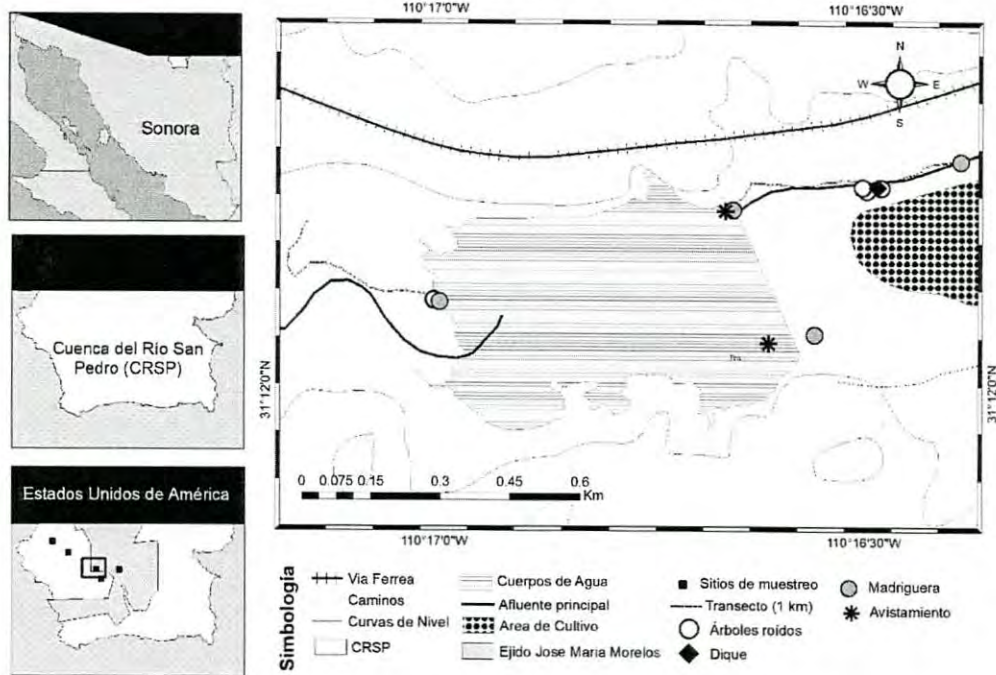 Sonora
Cuenca del Río San
Pedro (CRSP)
Estados Unidos de América
110°17'0"W
110°16'30"W
N
W
E
S
31°12'0"N
31°12'0"N
0 0.075 0.15 0.3 0.45 0.6
Km
110°17'0"W
110°16'30"W
Simbología
Via Ferrea
Caminos
Curvas de Nivel
CRSP
Cuerpos de Agua
Afluente principal
Area de Cultivo
Ejido Jose Maria Morelos
Sitios de muestreo
Transecto (1 km)
Árboles roídos
Dique
Madriguera
Avistamiento